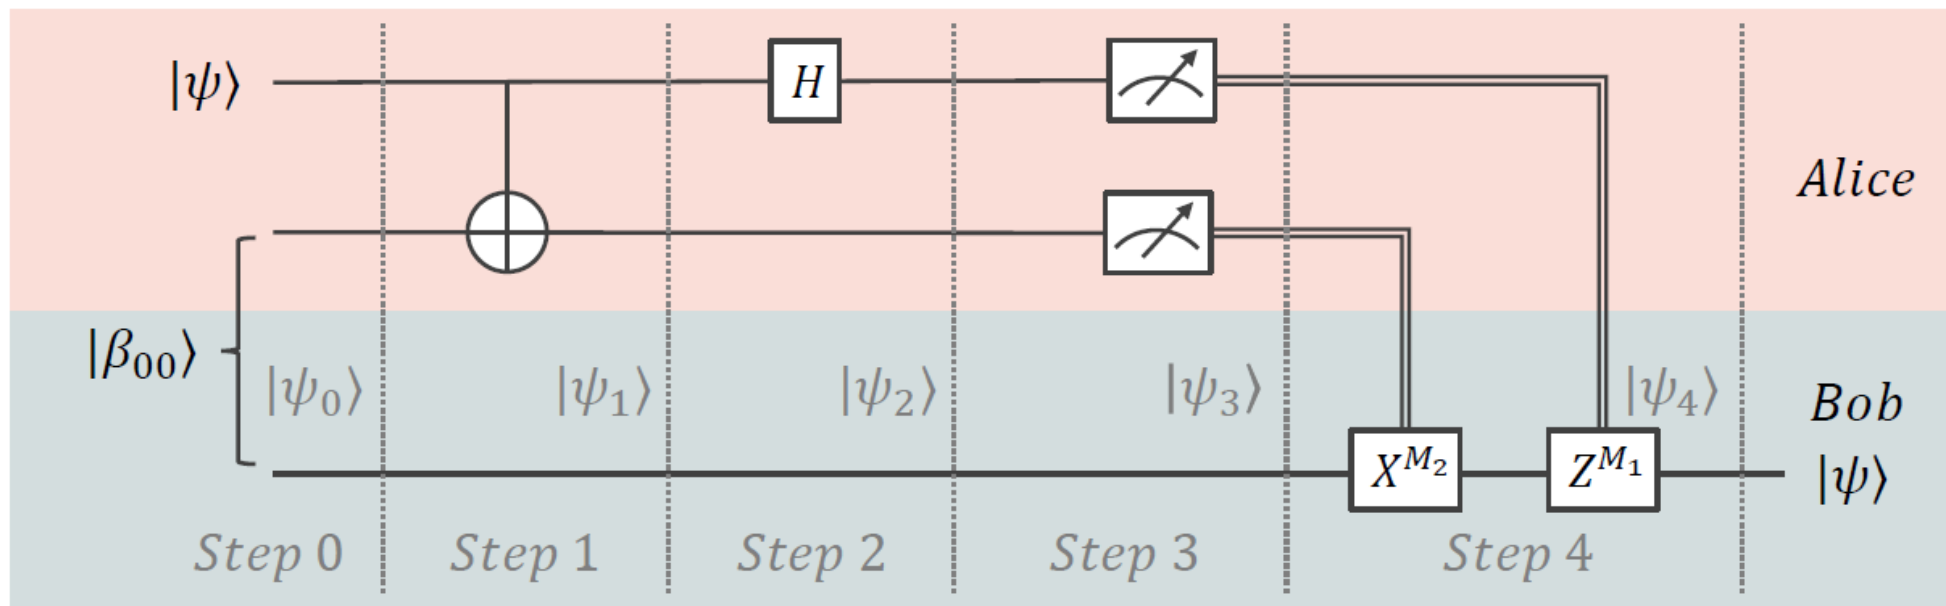 |ψ⟩
H
Alice
|β₀₀⟩
|ψ₀⟩ |ψ₁⟩ |ψ₂⟩ |ψ₃⟩ |ψ₄⟩
Bob
X^{M₂} Z^{M₁} |ψ⟩
Step 0 Step 1 Step 2 Step 3 Step 4